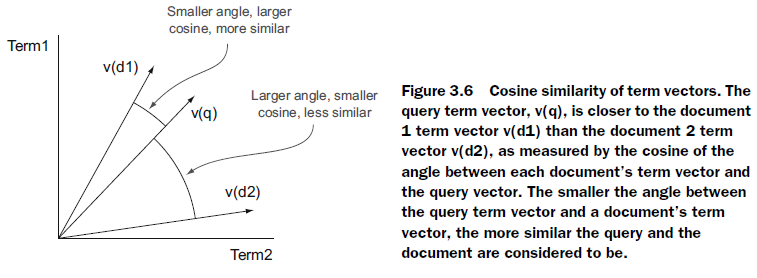 Smaller angle, larger
cosine, more similar
Term1
v(d1)
v(q)
Larger angle, smaller
cosine, less similar
v(d2)
Term2
Figure 3.6 Cosine similarity of term vectors. The
query term vector, v(q), is closer to the document
1 term vector v(d1) than the document 2 term
vector v(d2), as measured by the cosine of the
angle between each document's term vector and
the query vector. The smaller the angle between
the query term vector and a document's term
vector, the more similar the query and the
document are considered to be.